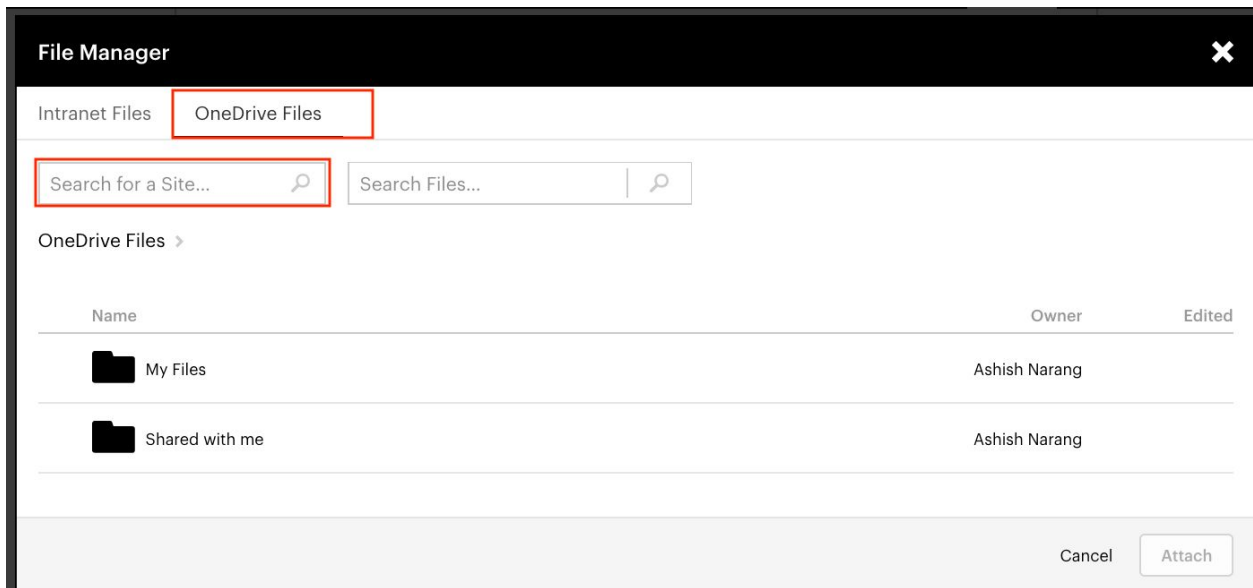 File Manager
Intranet Files OneDrive Files
Search for a Site... Search Files...
OneDrive Files
Name Owner Edited
My Files Ashish Narang
Shared with me Ashish Narang
Cancel Attach